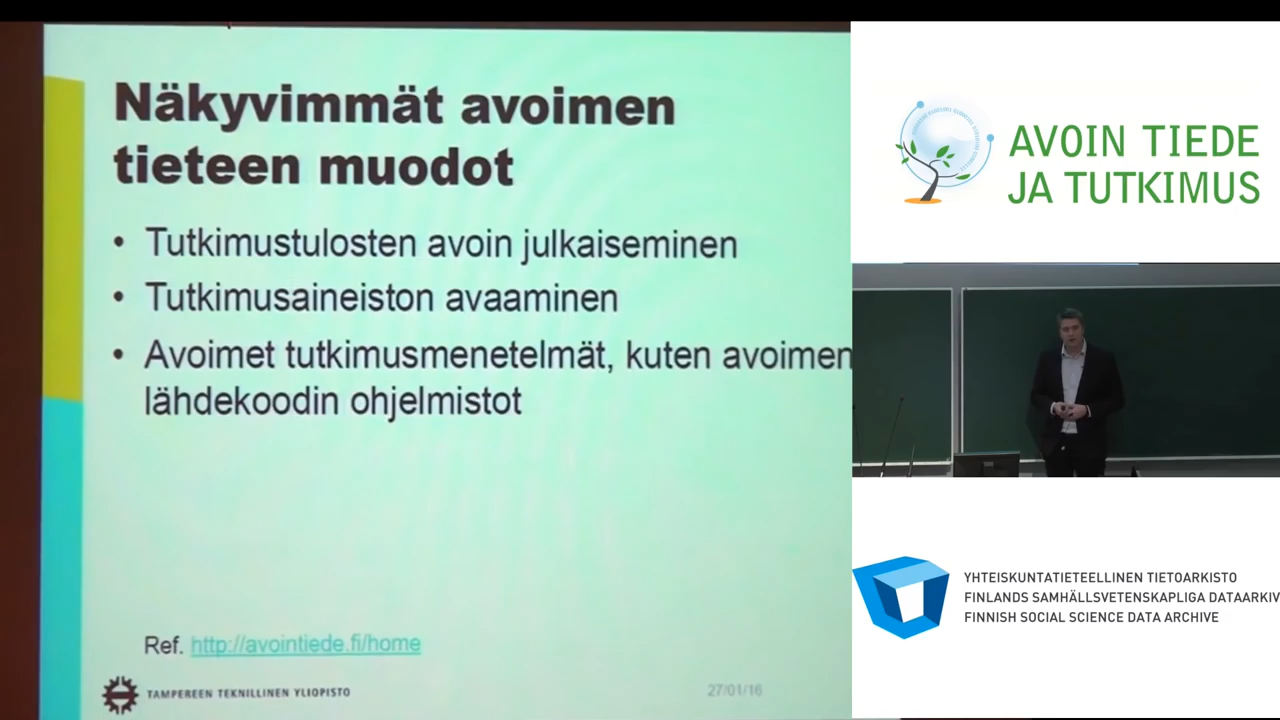 Näkyvimmät avoimen
tieteen muodot
• Tutkimustulosten avoin julkaiseminen
• Tutkimusaineiston avaaminen
• Avoimet tutkimusmenetelmät, kuten avoimen
lähdekoodin ohjelmistot
Ref. http://avointiede.fi/home
TAMPEREEN TEKNILLINEN YLIOPISTO
27/01/16
AVOIN TIEDE
JA TUTKIMUS
YHTEISKUNTATIETEELLINEN TIETOARKISTO
FINLANDS SAMHÄLLSVETENSKAPLIGA DATAARKIV
FINNISH SOCIAL SCIENCE DATA ARCHIVE